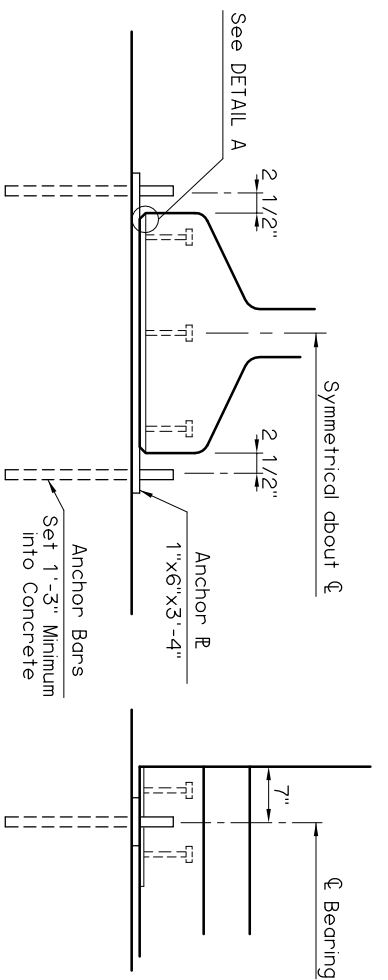 See DETAIL A
2 1/2"
Symmetrical about ℄
2 1/2"
Anchor ⅊
1"x6"x3'-4"
Anchor Bars
Set 1'-3" Minimum
into Concrete
7"
℄ Bearing